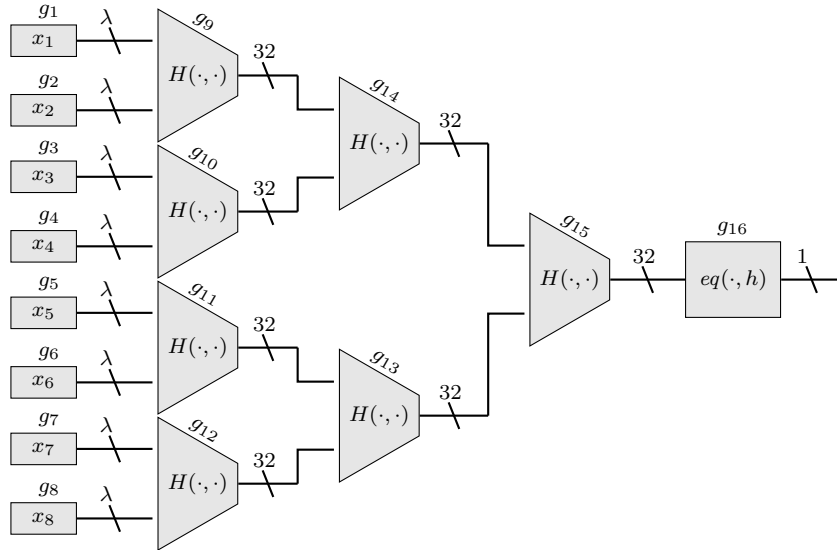 g₁ λ g₉
x₁ 32
H(·,·)
g₂ λ g₁₄
x₂
g₃ λ 32
x₃ g₁₀ H(·,·)
32
H(·,·)
g₄ λ g₁₅
x₄ g₁₆
32 1
g₅ λ H(·,·) eq(·, h)
x₅ g₁₁
32
H(·,·)
g₆ λ g₁₃
x₆
32
g₇ λ H(·,·)
x₇ g₁₂
32
H(·,·)
g₈ λ
x₈